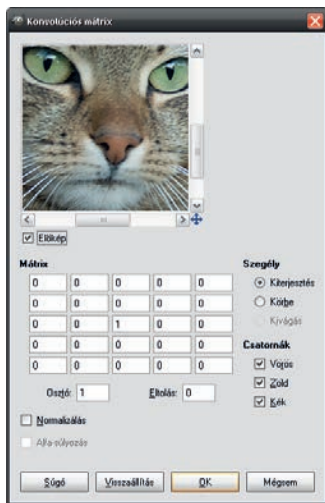 Konvolúciós mátrix
Előkép
Mátrix
0 0 0 0 0
0 0 0 0 0
0 0 1 0 0
0 0 0 0 0
0 0 0 0 0
Osztó: 1 Eltolás: 0
Normalizálás
Alfa-súlyozás
Szegély
Kiterjesztés
Körbe
Kivágás
Csatornák
Vörös
Zöld
Kék
Súgó Visszaállítás OK Mégsem